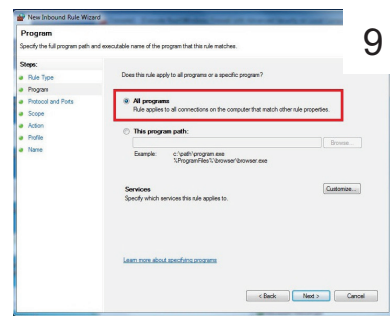 New Inbound Rule Wizard
9
Program
Specify the full program path and executable name of the program that this rule matches.
Steps:
Rule Type
Program
Protocol and Ports
Scope
Action
Profile
Name
Does this rule apply to all programs or a specific program?
All programs
Rule applies to all connections on the computer that match other rule properties.
This program path:
Browse...
Example:
c:\path\program.exe
%ProgramFiles%\browser\browser.exe
Services
Customize...
Specify which services this rule applies to.
Learn more about specifying programs
< Back
Next >
Cancel